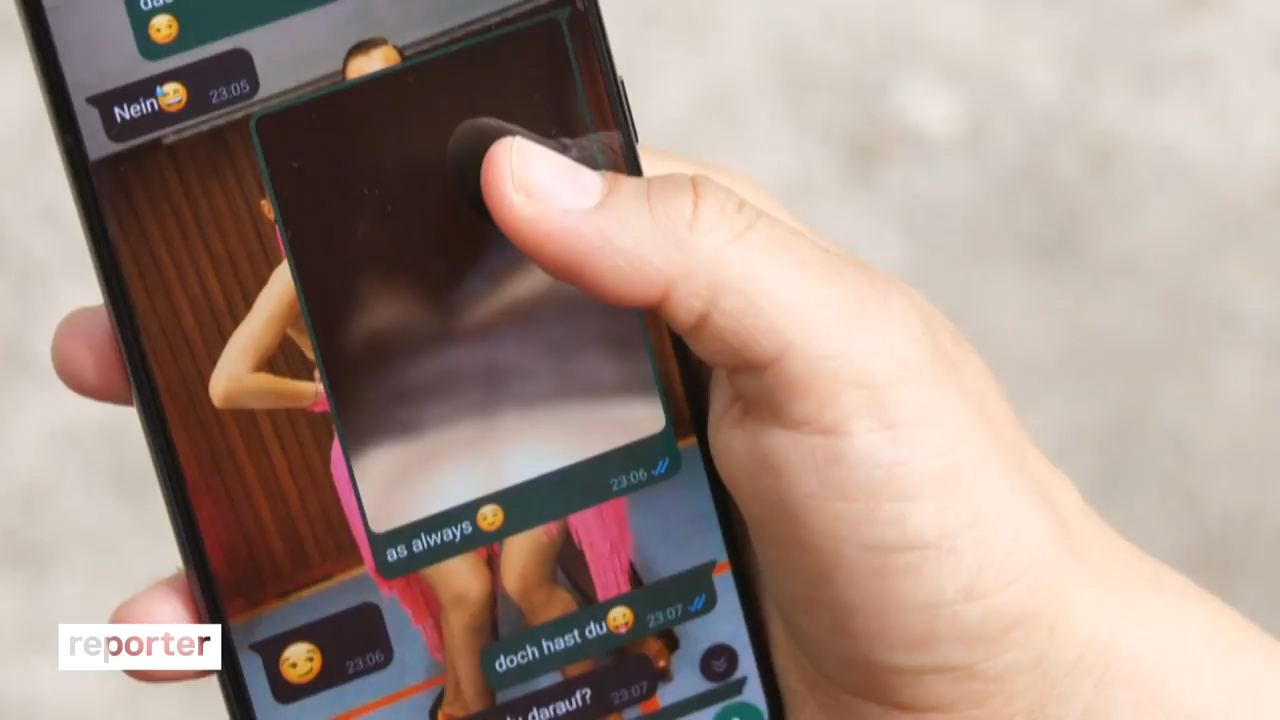 😉
Nein😅 23:05
23:06
as always 😉
😏 23:06
doch hast du😜 23:07
darauf? 23:07
reporter